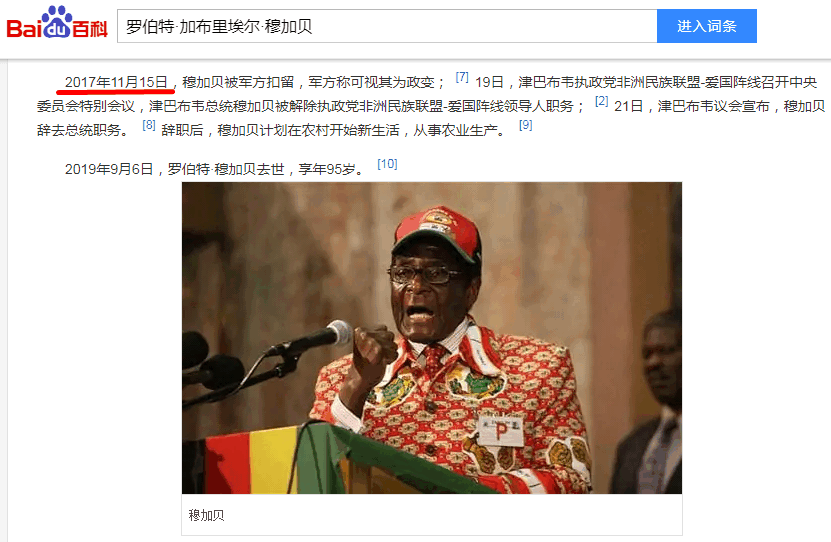 Bai du 百科
罗伯特·加布里埃尔·穆加贝
进入词条
2017年11月15日，穆加贝被军方扣留，军方称可视其为政变； [7] 19日，津巴布韦执政党非洲民族联盟-爱国阵线召开中央
委员会特别会议，津巴布韦总统穆加贝被解除执政党非洲民族联盟-爱国阵线领导人职务； [2] 21日，津巴布韦议会宣布，穆加贝
辞去总统职务。 [8] 辞职后，穆加贝计划在农村开始新生活，从事农业生产。 [9]
2019年9月6日，罗伯特·穆加贝去世，享年95岁。 [10]
P
穆加贝